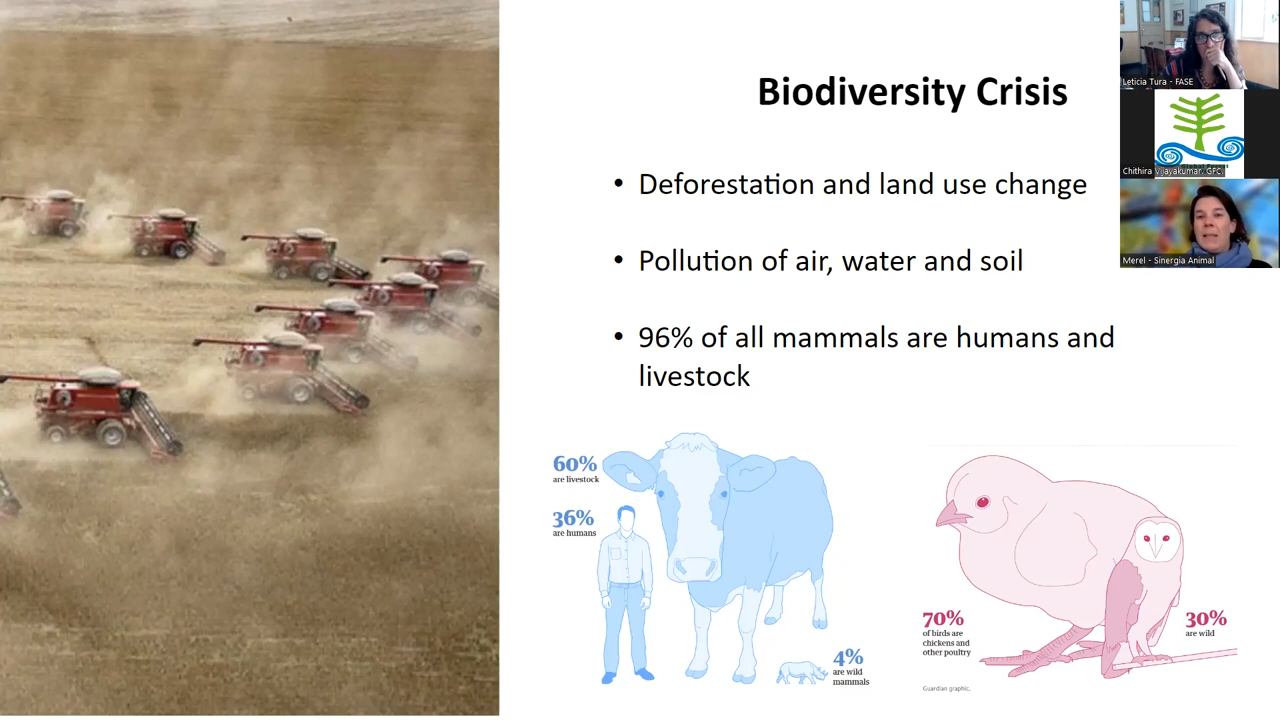 Biodiversity Crisis
• Deforestation and land use change
• Pollution of air, water and soil
• 96% of all mammals are humans and
livestock
60%
are livestock
36%
are humans
4%
are wild
mammals
70%
of birds are
chickens and
other poultry
30%
are wild
Guardian graphic.
Leticia Tura - FASE
Chithira Vijayakumar, GFC,
Merel - Sinergia Animal